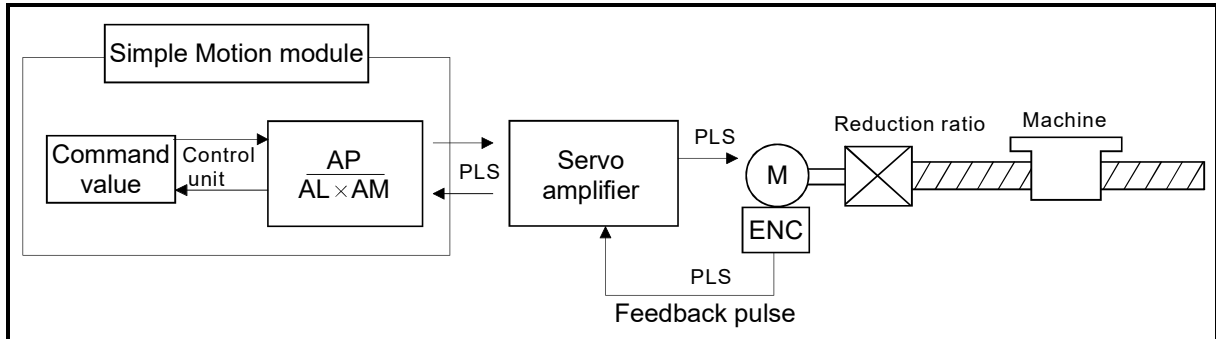 Simple Motion module
Command
value
Control
unit
AP
AL × AM
PLS
Servo
amplifier
PLS
M
ENC
Reduction ratio
Machine
PLS
Feedback pulse